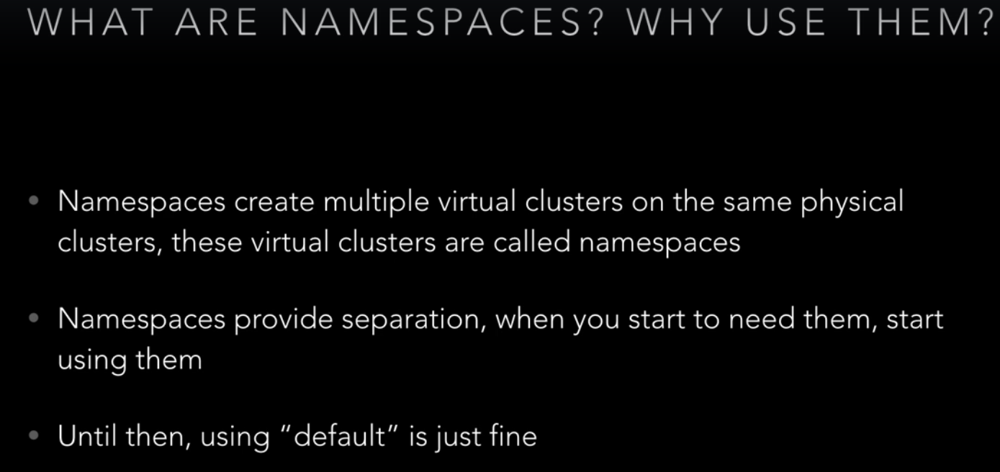 WHAT ARE NAMESPACES? WHY USE THEM?
• Namespaces create multiple virtual clusters on the same physical
clusters, these virtual clusters are called namespaces
• Namespaces provide separation, when you start to need them, start
using them
• Until then, using “default” is just fine